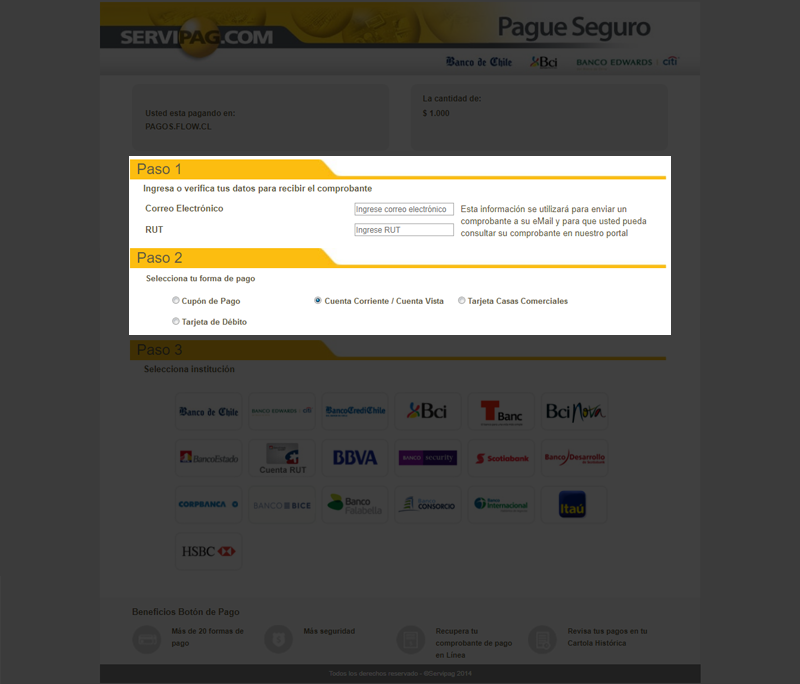 SERVIPAG.COM
Pague Seguro
Banco de Chile
Bci
BANCO EDWARDS | citi
Usted esta pagando en:
PAGOS.FLOW.CL
La cantidad de:
$ 1.000
Paso 1
Ingresa o verifica tus datos para recibir el comprobante
Correo Electrónico
Ingrese correo electrónico
RUT
Ingrese RUT
Esta información se utilizará para enviar un
comprobante a su eMail y para que usted pueda
consultar su comprobante en nuestro portal
Paso 2
Selecciona tu forma de pago
Cupón de Pago
Cuenta Corriente / Cuenta Vista
Tarjeta Casas Comerciales
Tarjeta de Débito
Paso 3
Selecciona institución
Banco de Chile
BANCO EDWARDS | citi
BancoCrediChile
Bci
TBanc
Bci Nova
BancoEstado
Cuenta RUT
BBVA
BANCO security
Scotiabank
BancoDesarrollo
CORPBANCA
BANCO BICE
Banco
Falabella
Banco
CONSORCIO
Banco
Internacional
Itaú
HSBC
Beneficios Botón de Pago
Más de 20 formas de
pago
Más seguridad
Recupera tu
comprobante de pago
en Línea
Revisa tus pagos en tu
Cartola Histórica
Todos los derechos reservado - ©Servipag 2014